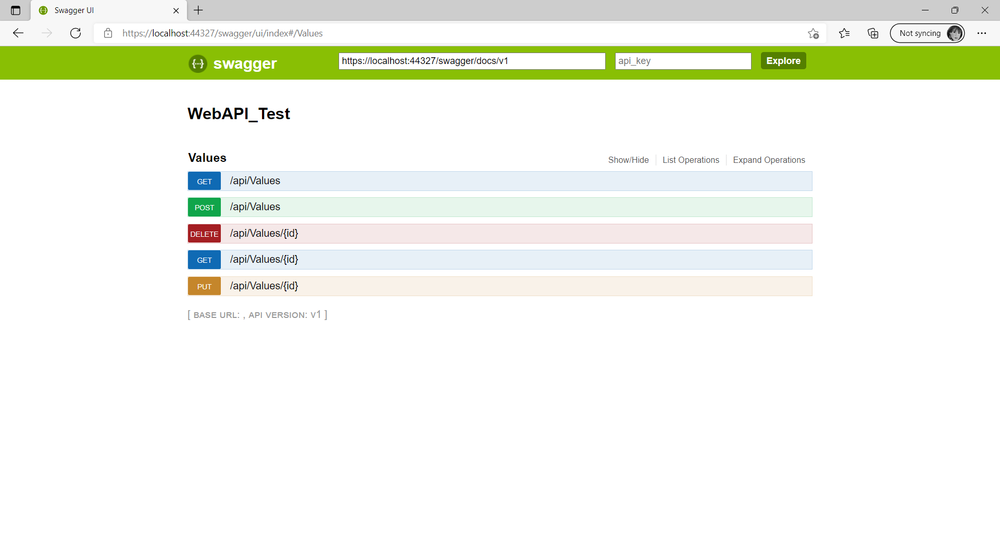 Swagger UI
https://localhost:44327/swagger/ui/index#/Values
Not syncing
{···} swagger
https://localhost:44327/swagger/docs/v1
api_key
Explore
WebAPI_Test
Values
Show/Hide
List Operations
Expand Operations
GET /api/Values
POST /api/Values
DELETE /api/Values/{id}
GET /api/Values/{id}
PUT /api/Values/{id}
[ BASE URL: , API VERSION: V1 ]